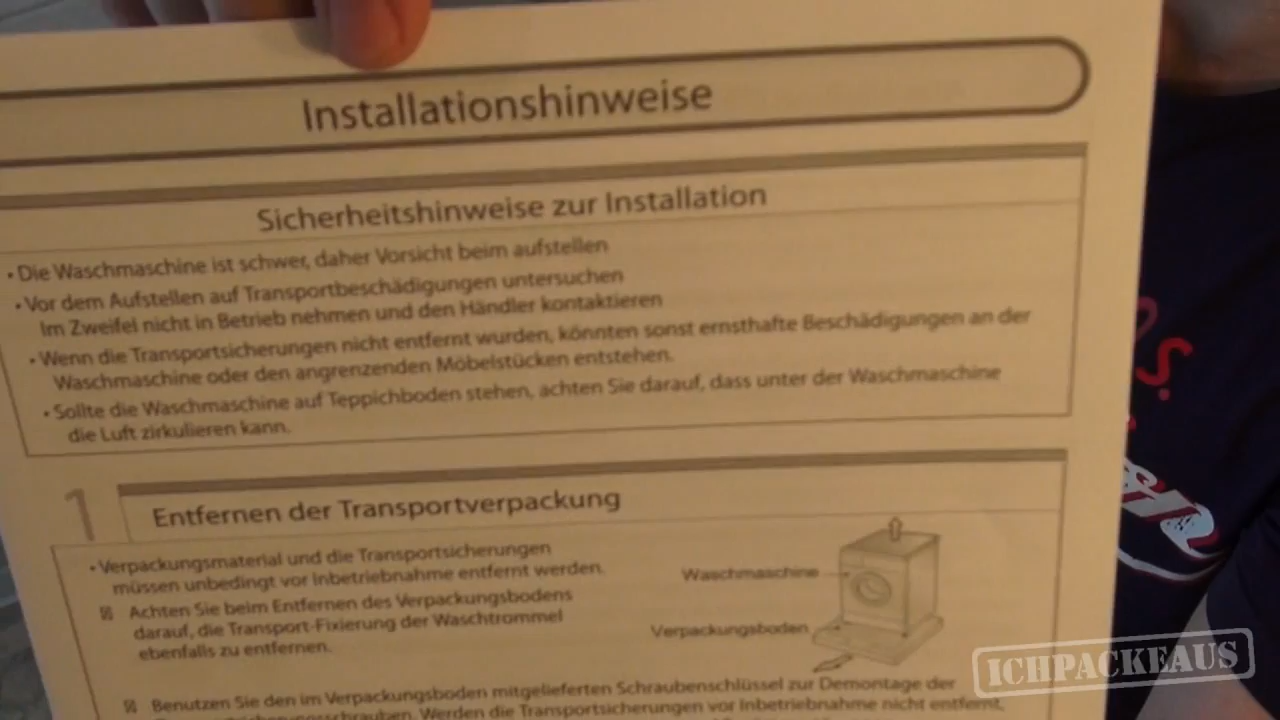 Installationshinweise
Sicherheitshinweise zur Installation
• Die Waschmaschine ist schwer, daher Vorsicht beim aufstellen
• Vor dem Aufstellen auf Transportbeschädigungen untersuchen
Im Zweifel nicht in Betrieb nehmen und den Händler kontaktieren
• Wenn die Transportsicherungen nicht entfernt wurden, könnten sonst ernsthafte Beschädigungen an der
Waschmaschine oder den angrenzenden Möbelstücken entstehen.
• Sollte die Waschmaschine auf Teppichboden stehen, achten Sie darauf, dass unter der Waschmaschine
die Luft zirkulieren kann.
1 Entfernen der Transportverpackung
• Verpackungsmaterial und die Transportsicherungen
müssen unbedingt vor Inbetriebnahme entfernt werden.
Achten Sie beim Entfernen des Verpackungsbodens
darauf, die Transport-Fixierung der Waschtrommel
ebenfalls zu entfernen.
Waschmaschine
Verpackungsboden
Benutzen Sie den im Verpackungsboden mitgelieferten Schraubenschlüssel zur Demontage der
Werden die Transportsicherungen vor Inbetriebnahme nicht entfernt,
ICHPACKEAUS